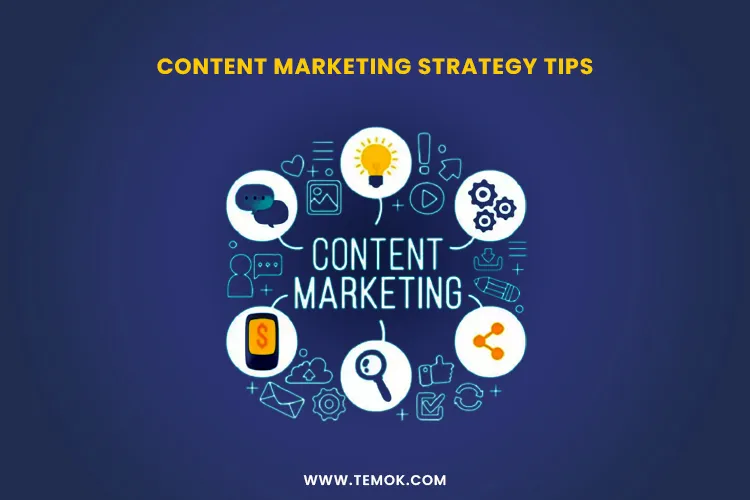 CONTENT MARKETING STRATEGY TIPS
CONTENT
MARKETING
$
WWW.TEMOK.COM